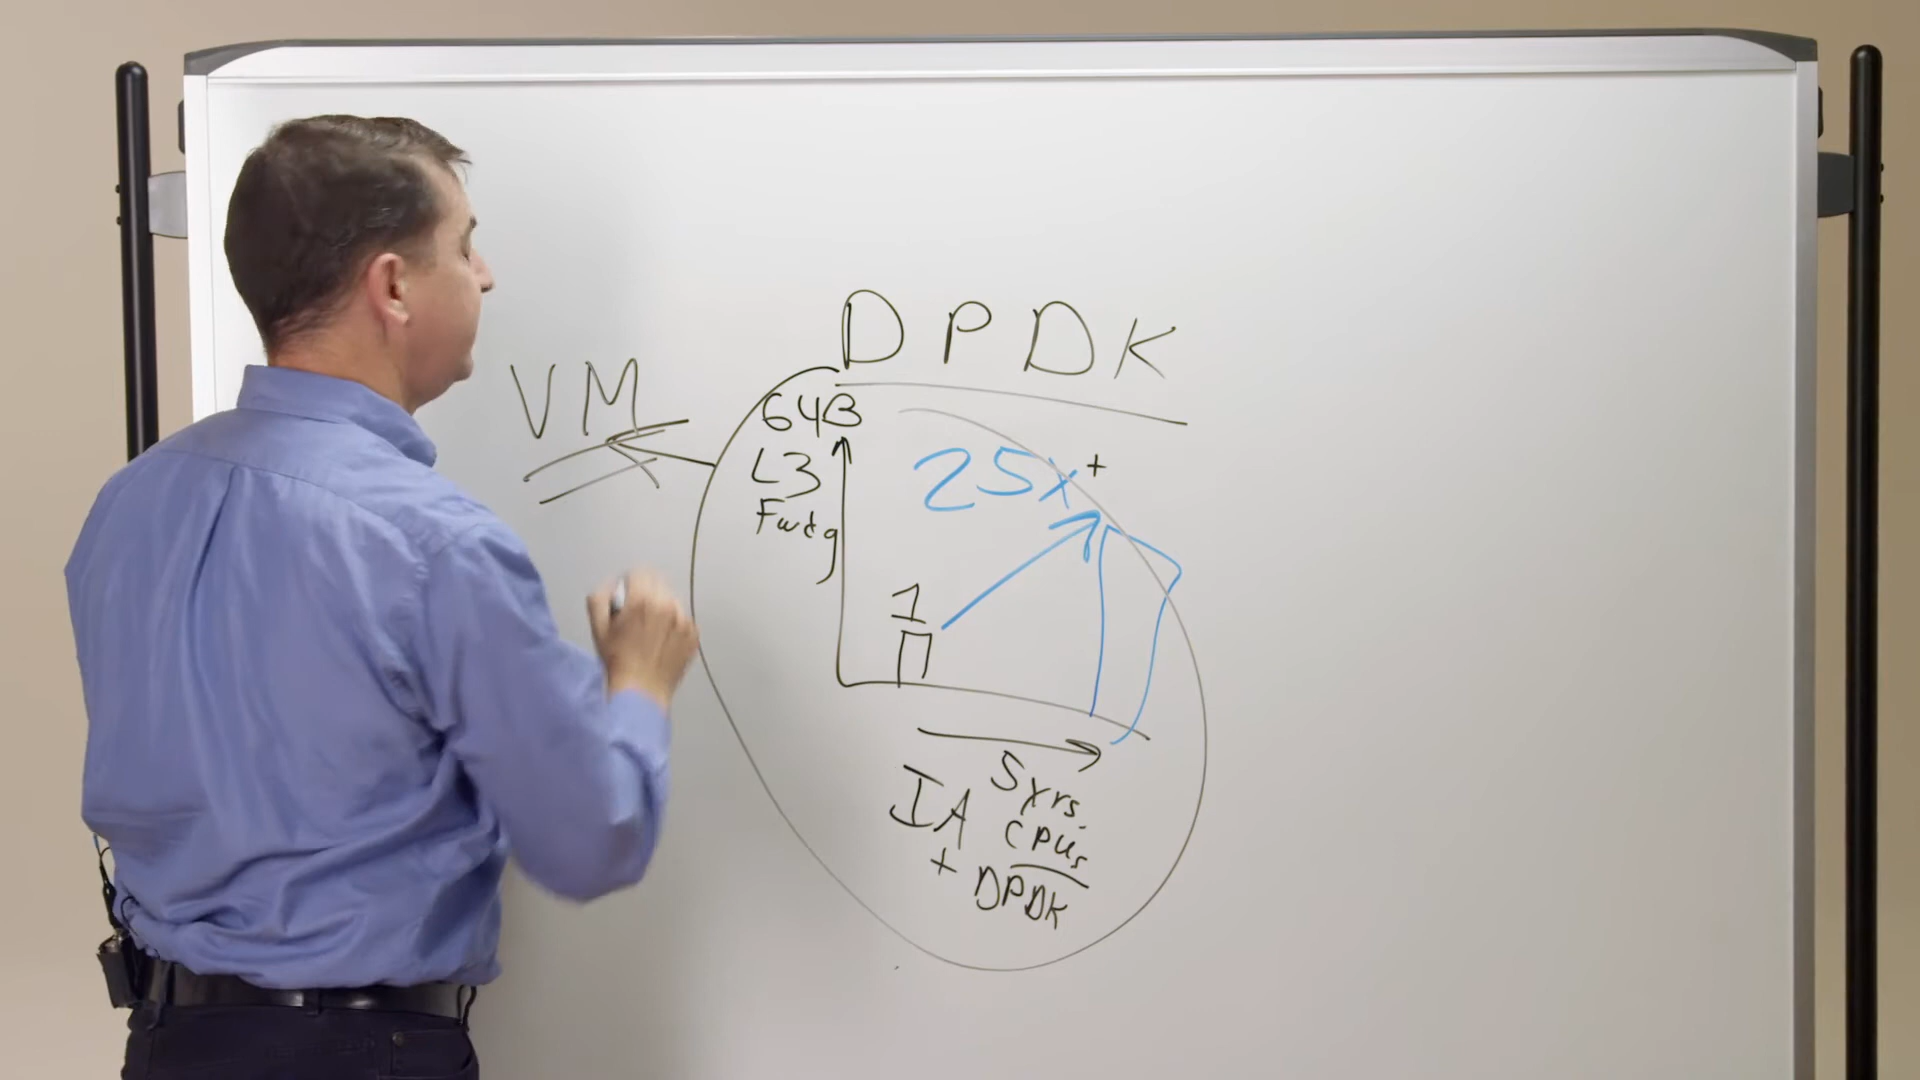 DPDK
VM
64B
L3
Fwdg
25x+
1
5yrs.
IA CPUs
+ DPDK